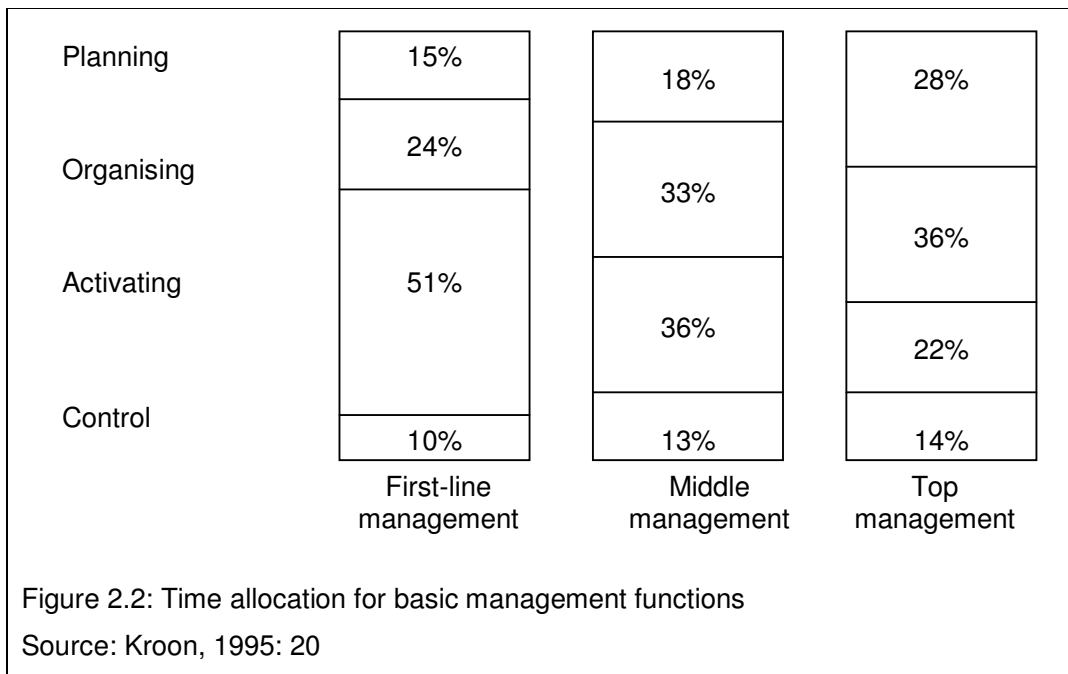 Planning 15% 18% 28%
Organising 24% 33% 36%
Activating 51% 36% 22%
Control 10% 13% 14%
First-line Middle Top
management management management
Figure 2.2: Time allocation for basic management functions
Source: Kroon, 1995: 20